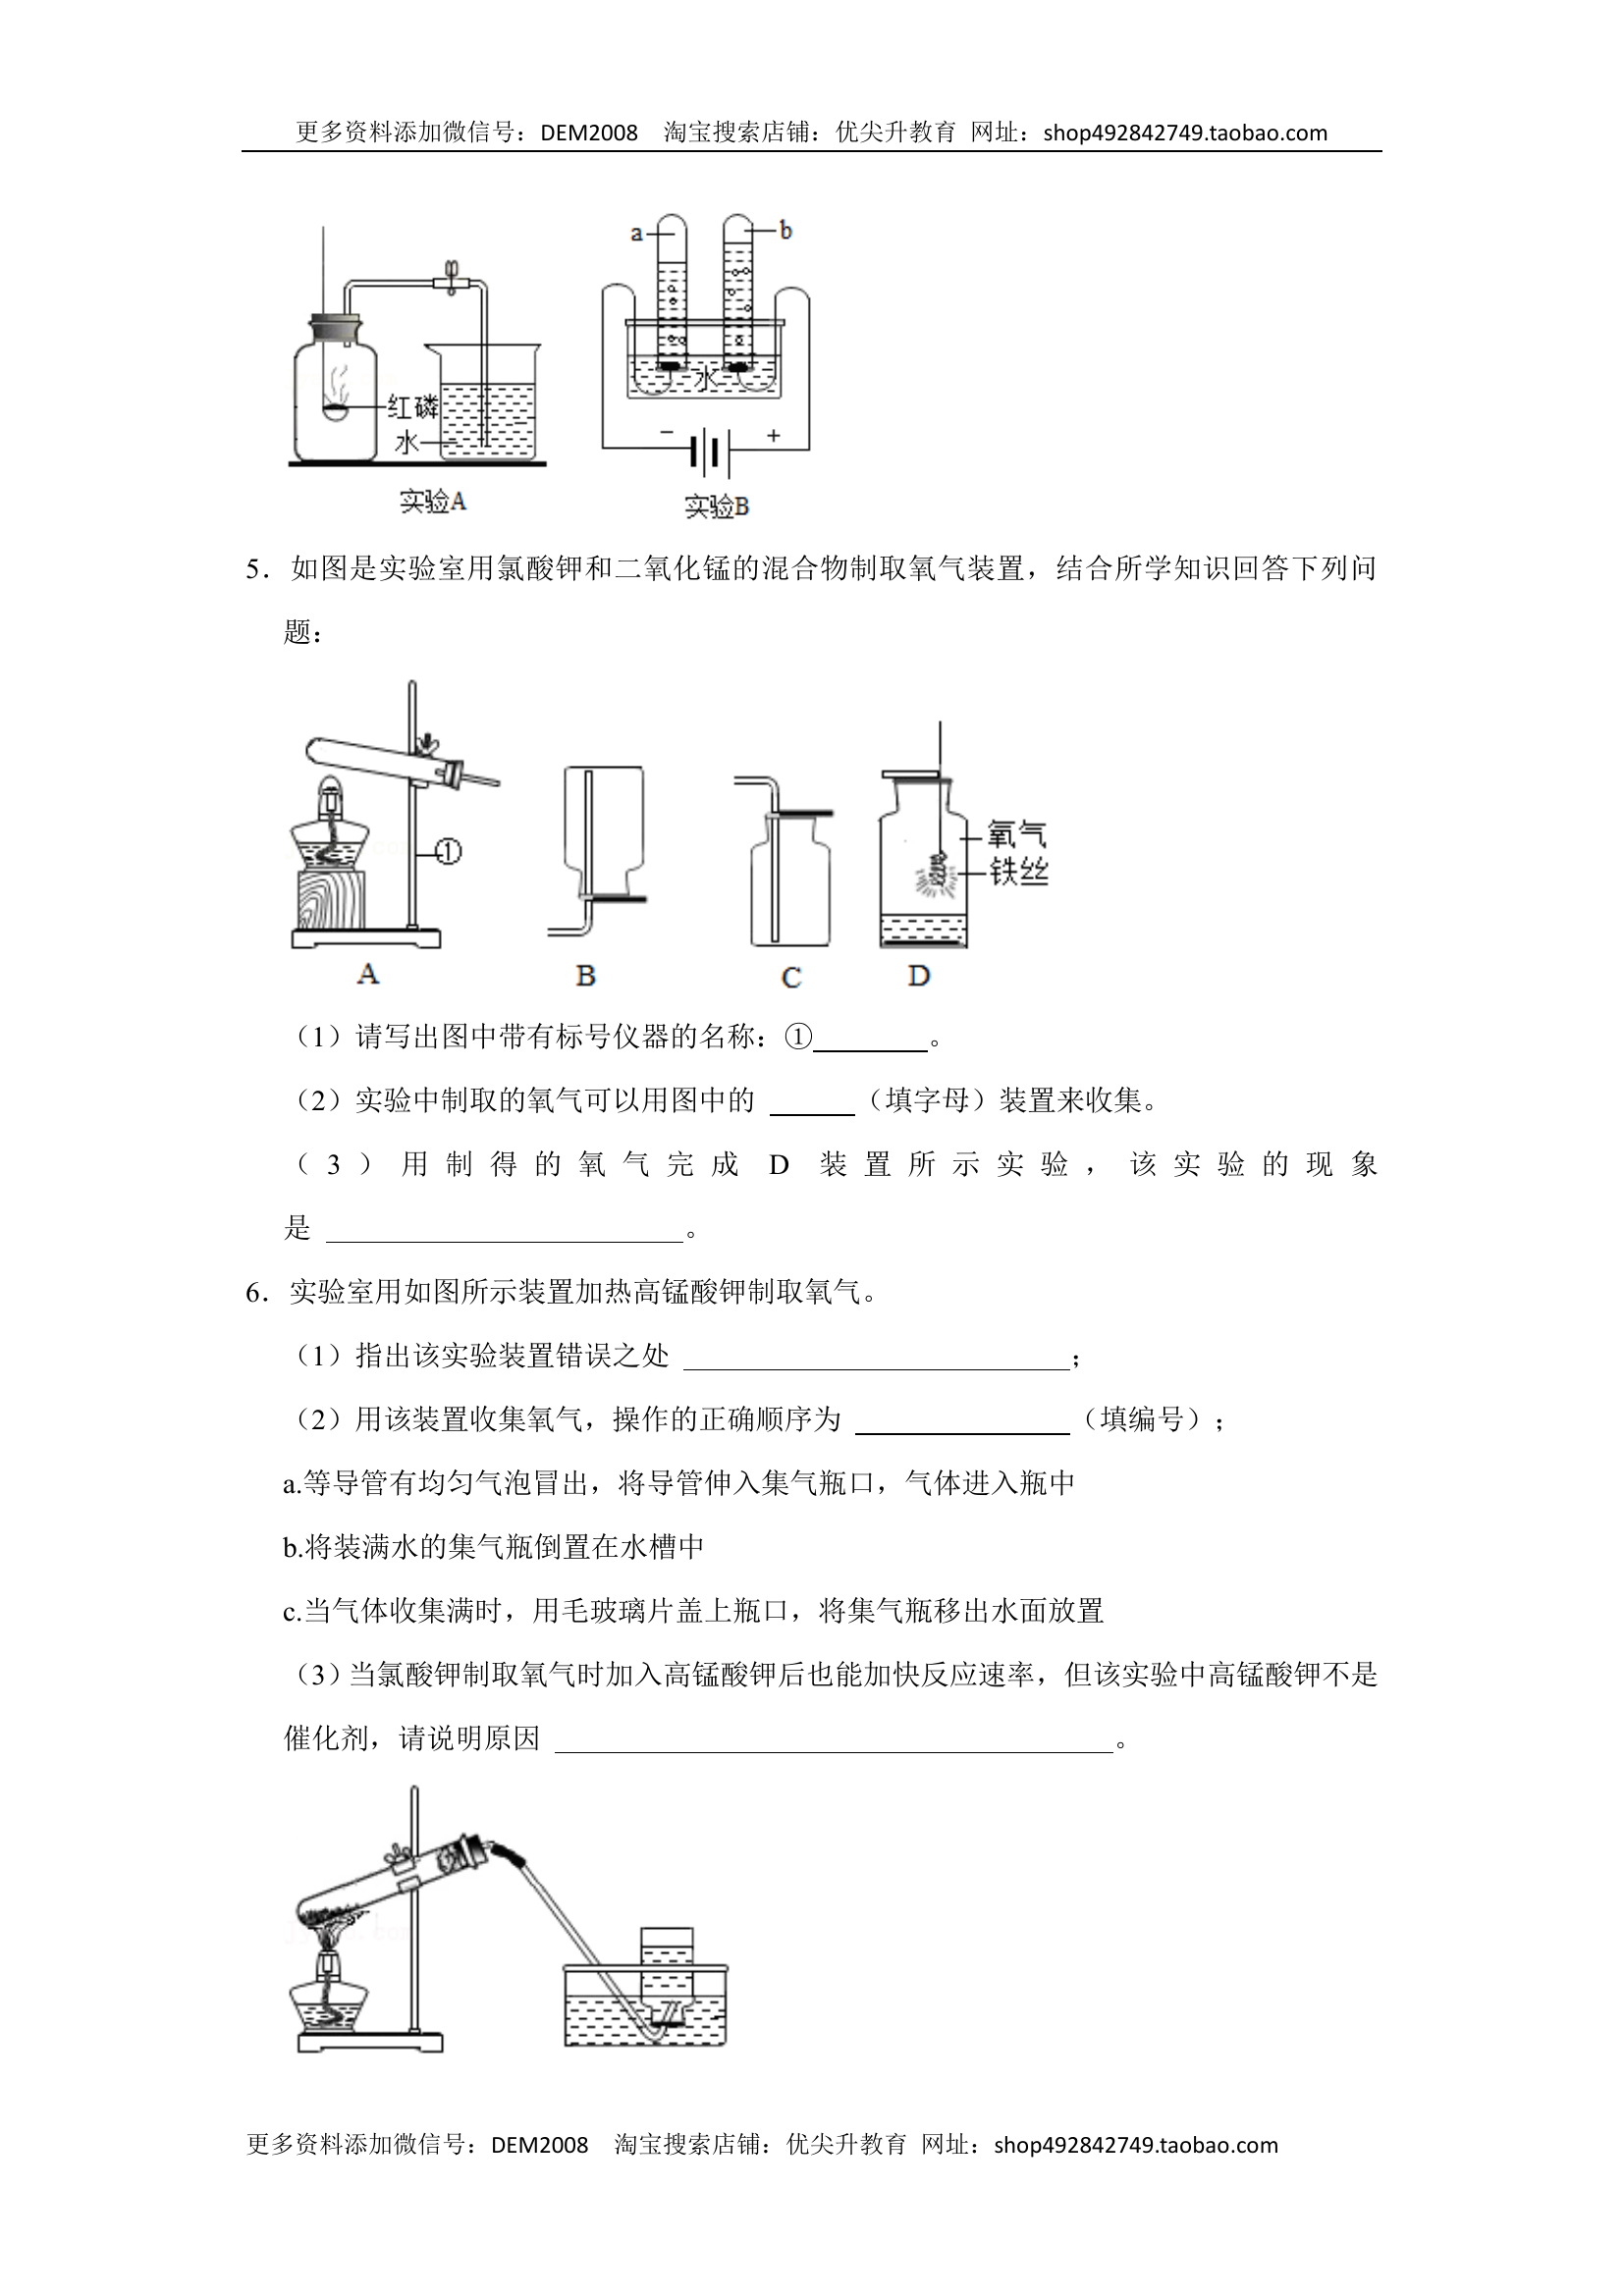 更多资料添加微信号：DEM2008 淘宝搜索店铺：优尖升教育 网址：shop492842749.taobao.com
a b
红磷
水
水
－ ＋
实验A 实验B
5．如图是实验室用氯酸钾和二氧化锰的混合物制取氧气装置，结合所学知识回答下列问
题：
①
氧气
铁丝
A B C D
（1）请写出图中带有标号仪器的名称：①________。
（2）实验中制取的氧气可以用图中的 ______（填字母）装置来收集。
（3）用制得的氧气完成 D 装置所示实验，该实验的现象
是 _________________________。
6．实验室用如图所示装置加热高锰酸钾制取氧气。
（1）指出该实验装置错误之处 ___________________________；
（2）用该装置收集氧气，操作的正确顺序为 _______________（填编号）；
a.等导管有均匀气泡冒出，将导管伸入集气瓶口，气体进入瓶中
b.将装满水的集气瓶倒置在水槽中
c.当气体收集满时，用毛玻璃片盖上瓶口，将集气瓶移出水面放置
（3）当氯酸钾制取氧气时加入高锰酸钾后也能加快反应速率，但该实验中高锰酸钾不是
催化剂，请说明原因 _______________________________________。
更多资料添加微信号：DEM2008 淘宝搜索店铺：优尖升教育 网址：shop492842749.taobao.com